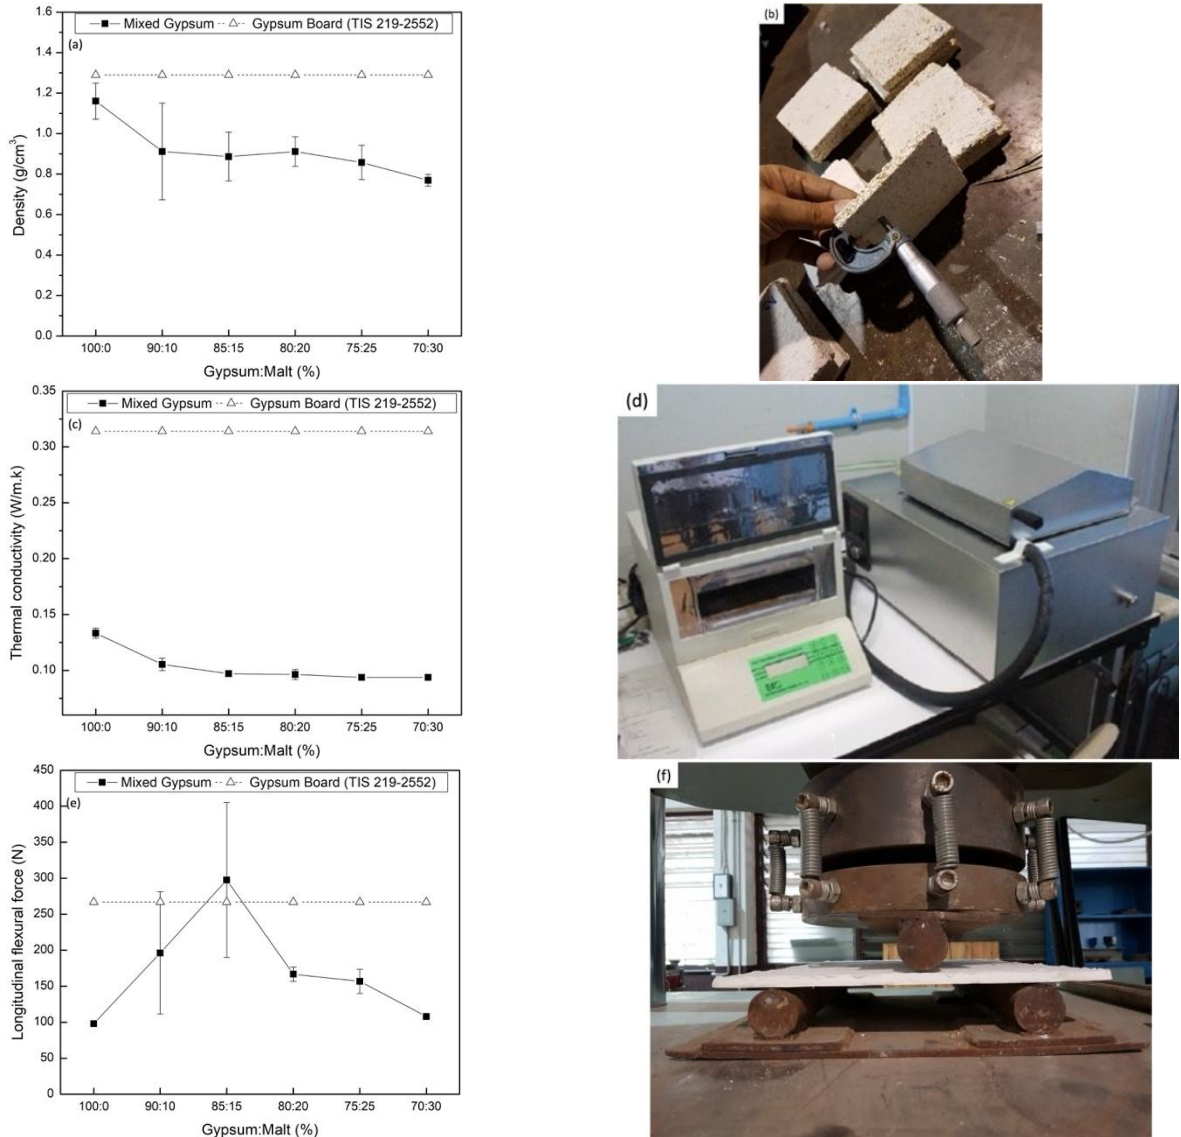 Mixed Gypsum Gypsum Board (TIS 219-2552)
(a)
1.6
1.4
1.2
1.0
0.8
0.6
0.4
0.2
0.0
Density (g/cm³)
100:0 90:10 85:15 80:20 75:25 70:30
Gypsum:Malt (%)
(b)
Mixed Gypsum Gypsum Board (TIS 219-2552)
(c)
0.35
0.30
0.25
0.20
0.15
0.10
Thermal conductivity (W/m.k)
100:0 90:10 85:15 80:20 75:25 70:30
Gypsum:Malt (%)
(d)
Mixed Gypsum Gypsum Board (TIS 219-2552)
(e)
450
400
350
300
250
200
150
100
50
0
Longitudinal flexural force (N)
100:0 90:10 85:15 80:20 75:25 70:30
Gypsum:Malt (%)
(f)